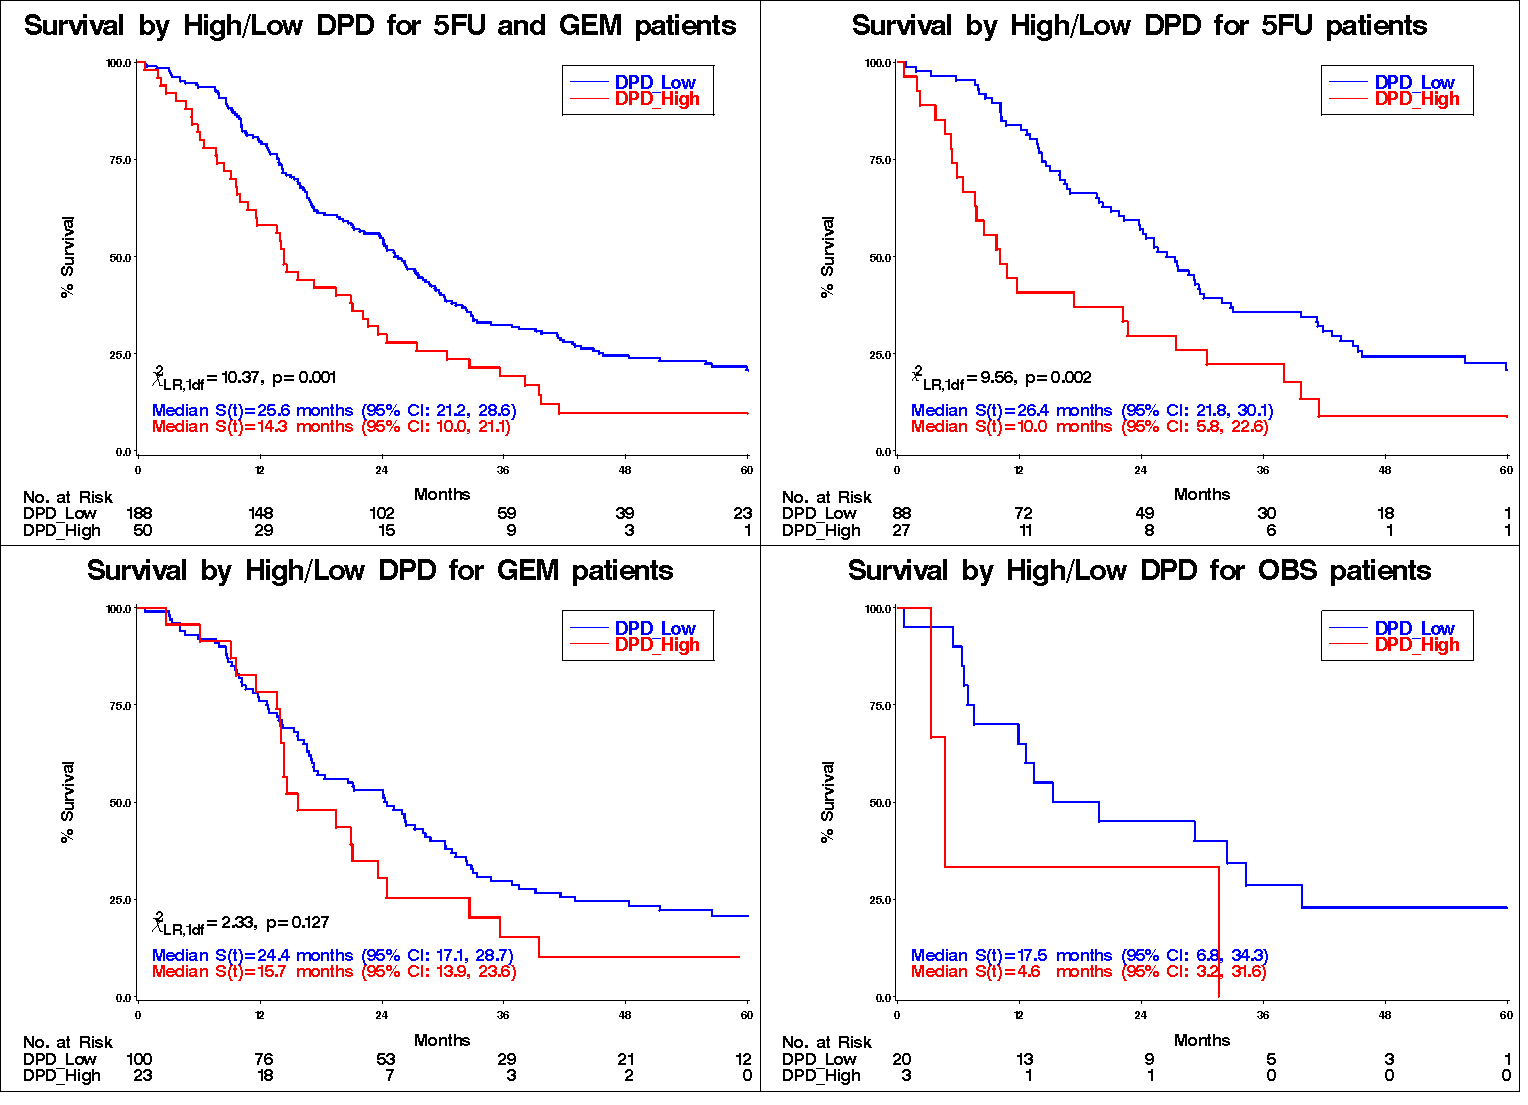 Survival by High/Low DPD for 5FU and GEM patients
DPD_Low
DPD_High
100.0
75.0
50.0
25.0
0.0
% Survival
χ²LR,1df=10.37, p=0.001
Median S(t)=25.6 months (95% CI: 21.2, 28.6)
Median S(t)=14.3 months (95% CI: 10.0, 21.1)
0 12 24 36 48 60
Months
No. at Risk
DPD_Low 188 148 102 59 39 23
DPD_High 50 29 15 9 3 1
Survival by High/Low DPD for 5FU patients
DPD_Low
DPD_High
100.0
75.0
50.0
25.0
0.0
% Survival
χ²LR,1df=9.56, p=0.002
Median S(t)=26.4 months (95% CI: 21.8, 30.1)
Median S(t)=10.0 months (95% CI: 5.8, 22.6)
0 12 24 36 48 60
Months
No. at Risk
DPD_Low 88 72 49 30 18 1
DPD_High 27 11 8 6 1 1
Survival by High/Low DPD for GEM patients
DPD_Low
DPD_High
100.0
75.0
50.0
25.0
0.0
% Survival
χ²LR,1df=2.33, p=0.127
Median S(t)=24.4 months (95% CI: 17.1, 28.7)
Median S(t)=15.7 months (95% CI: 13.9, 23.6)
0 12 24 36 48 60
Months
No. at Risk
DPD_Low 100 76 53 29 21 12
DPD_High 23 18 7 3 2 0
Survival by High/Low DPD for OBS patients
DPD_Low
DPD_High
100.0
75.0
50.0
25.0
0.0
% Survival
Median S(t)=17.5 months (95% CI: 6.8, 34.3)
Median S(t)=4.6 months (95% CI: 3.2, 31.6)
0 12 24 36 48 60
Months
No. at Risk
DPD_Low 20 13 9 5 3 1
DPD_High 3 1 1 0 0 0